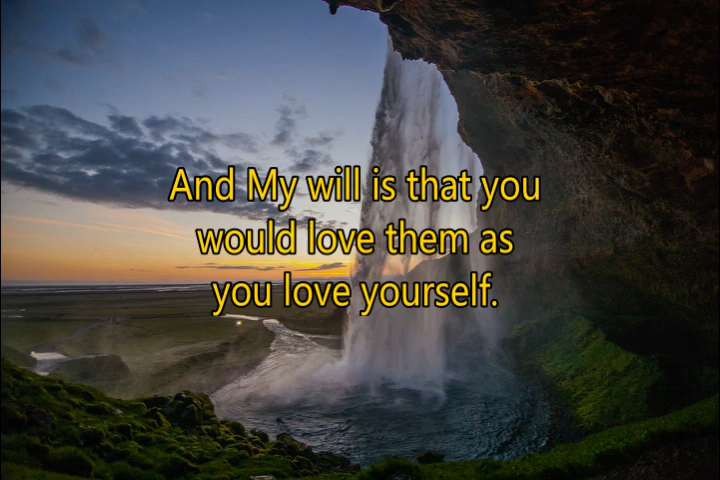 And My will is that you
would love them as
you love yourself.